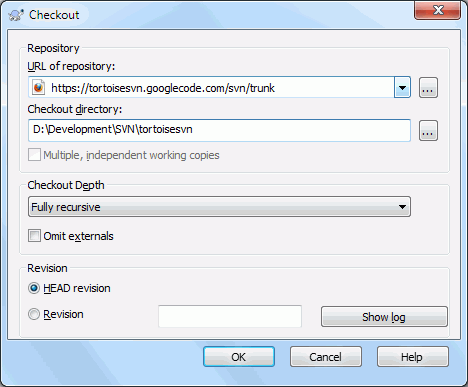 Checkout
Repository
URL of repository:
https://tortoisesvn.googlecode.com/svn/trunk
...
Checkout directory:
D:\Development\SVN\tortoisesvn
...
Multiple, independent working copies
Checkout Depth
Fully recursive
Omit externals
Revision
HEAD revision
Revision
Show log
OK
Cancel
Help